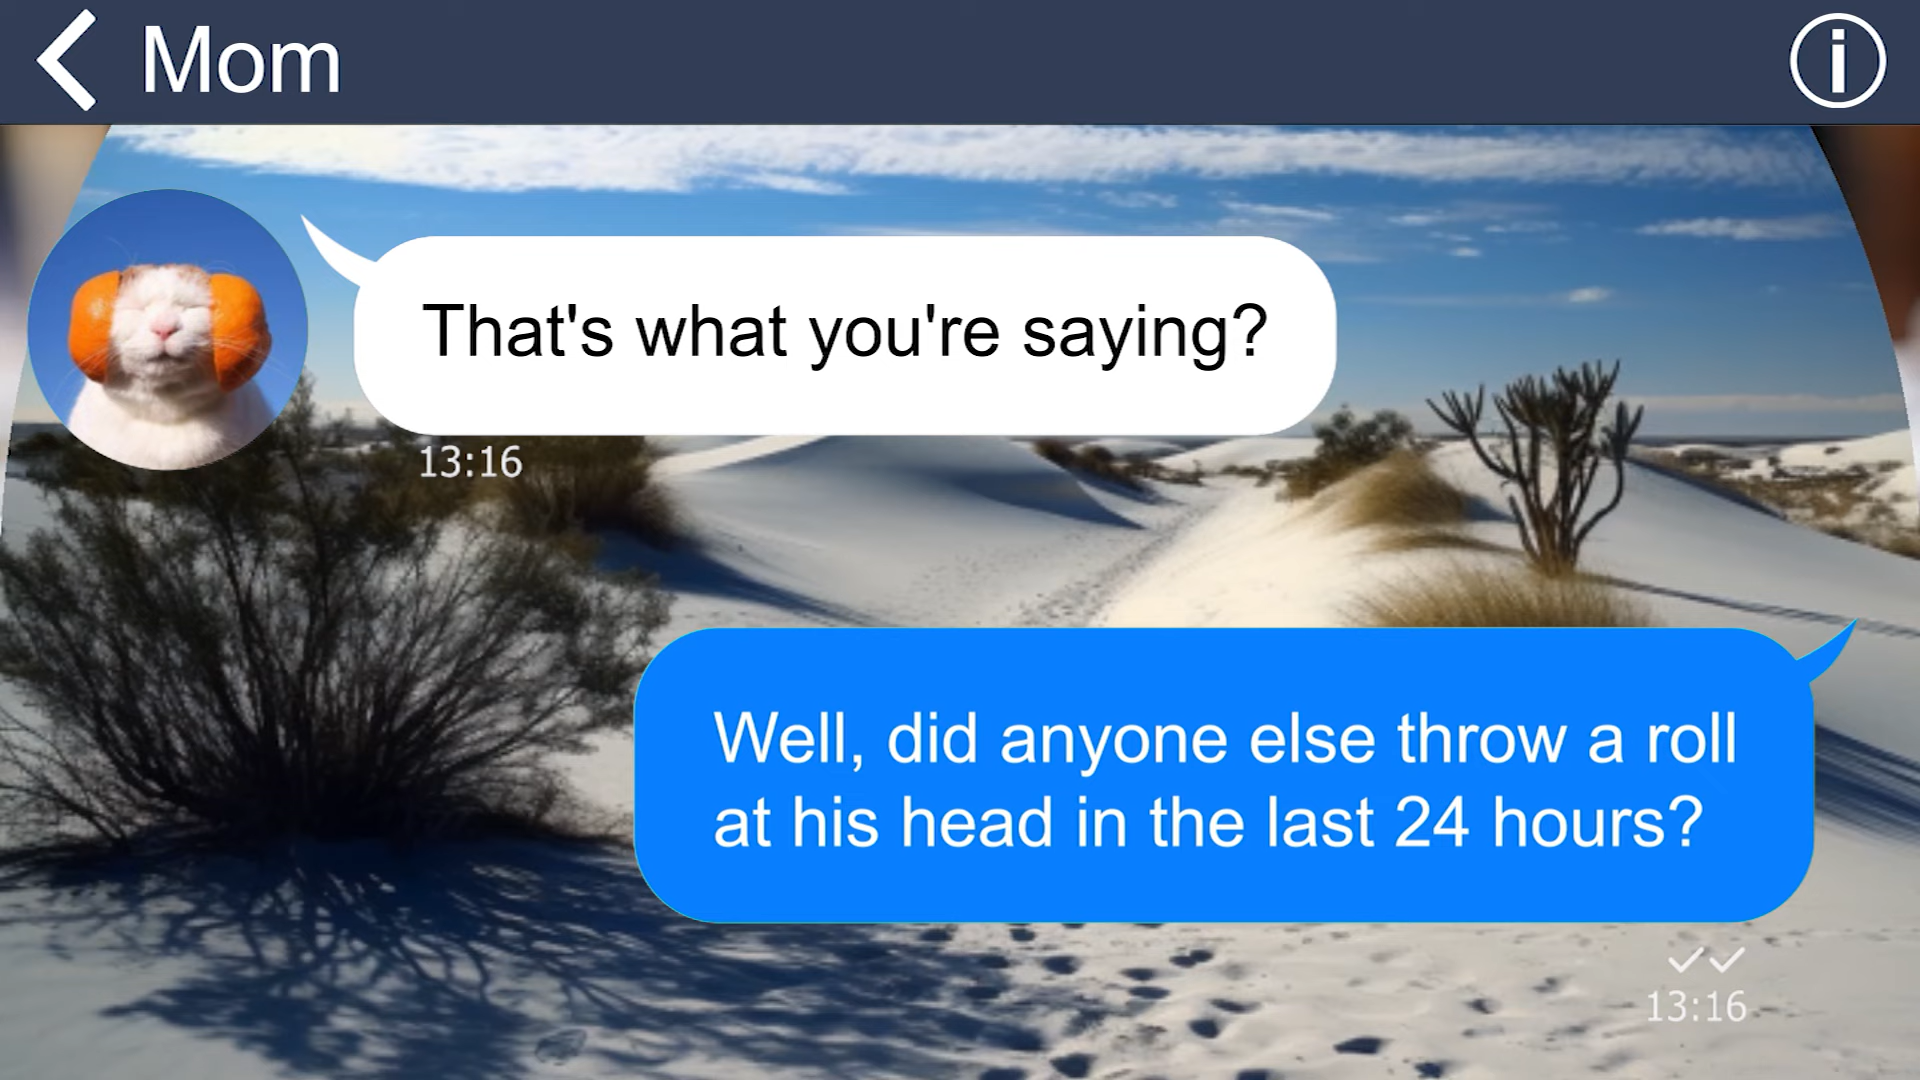 Mom
That's what you're saying?
13:16
Well, did anyone else throw a roll
at his head in the last 24 hours?
13:16